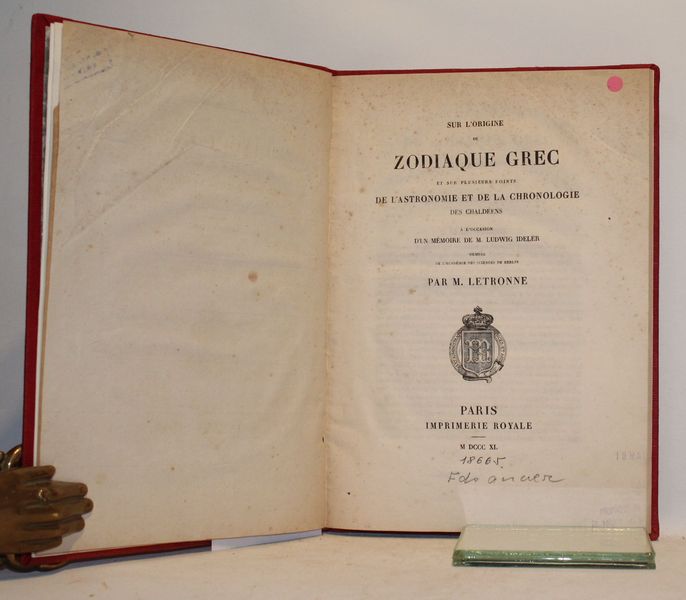 SUR L'ORIGINE
DU
ZODIAQUE GREC
ET SUR PLUSIEURS POINTS
DE L'ASTRONOMIE ET DE LA CHRONOLOGIE
DES CHALDÉENS
À L'OCCASION
D'UN MÉMOIRE DE M. LUDWIG IDELER
MEMBRE
DE L'ACADÉMIE DES SCIENCES DE BERLIN
PAR M. LETRONNE
PARIS
IMPRIMERIE ROYALE
M DCCC XL
18665